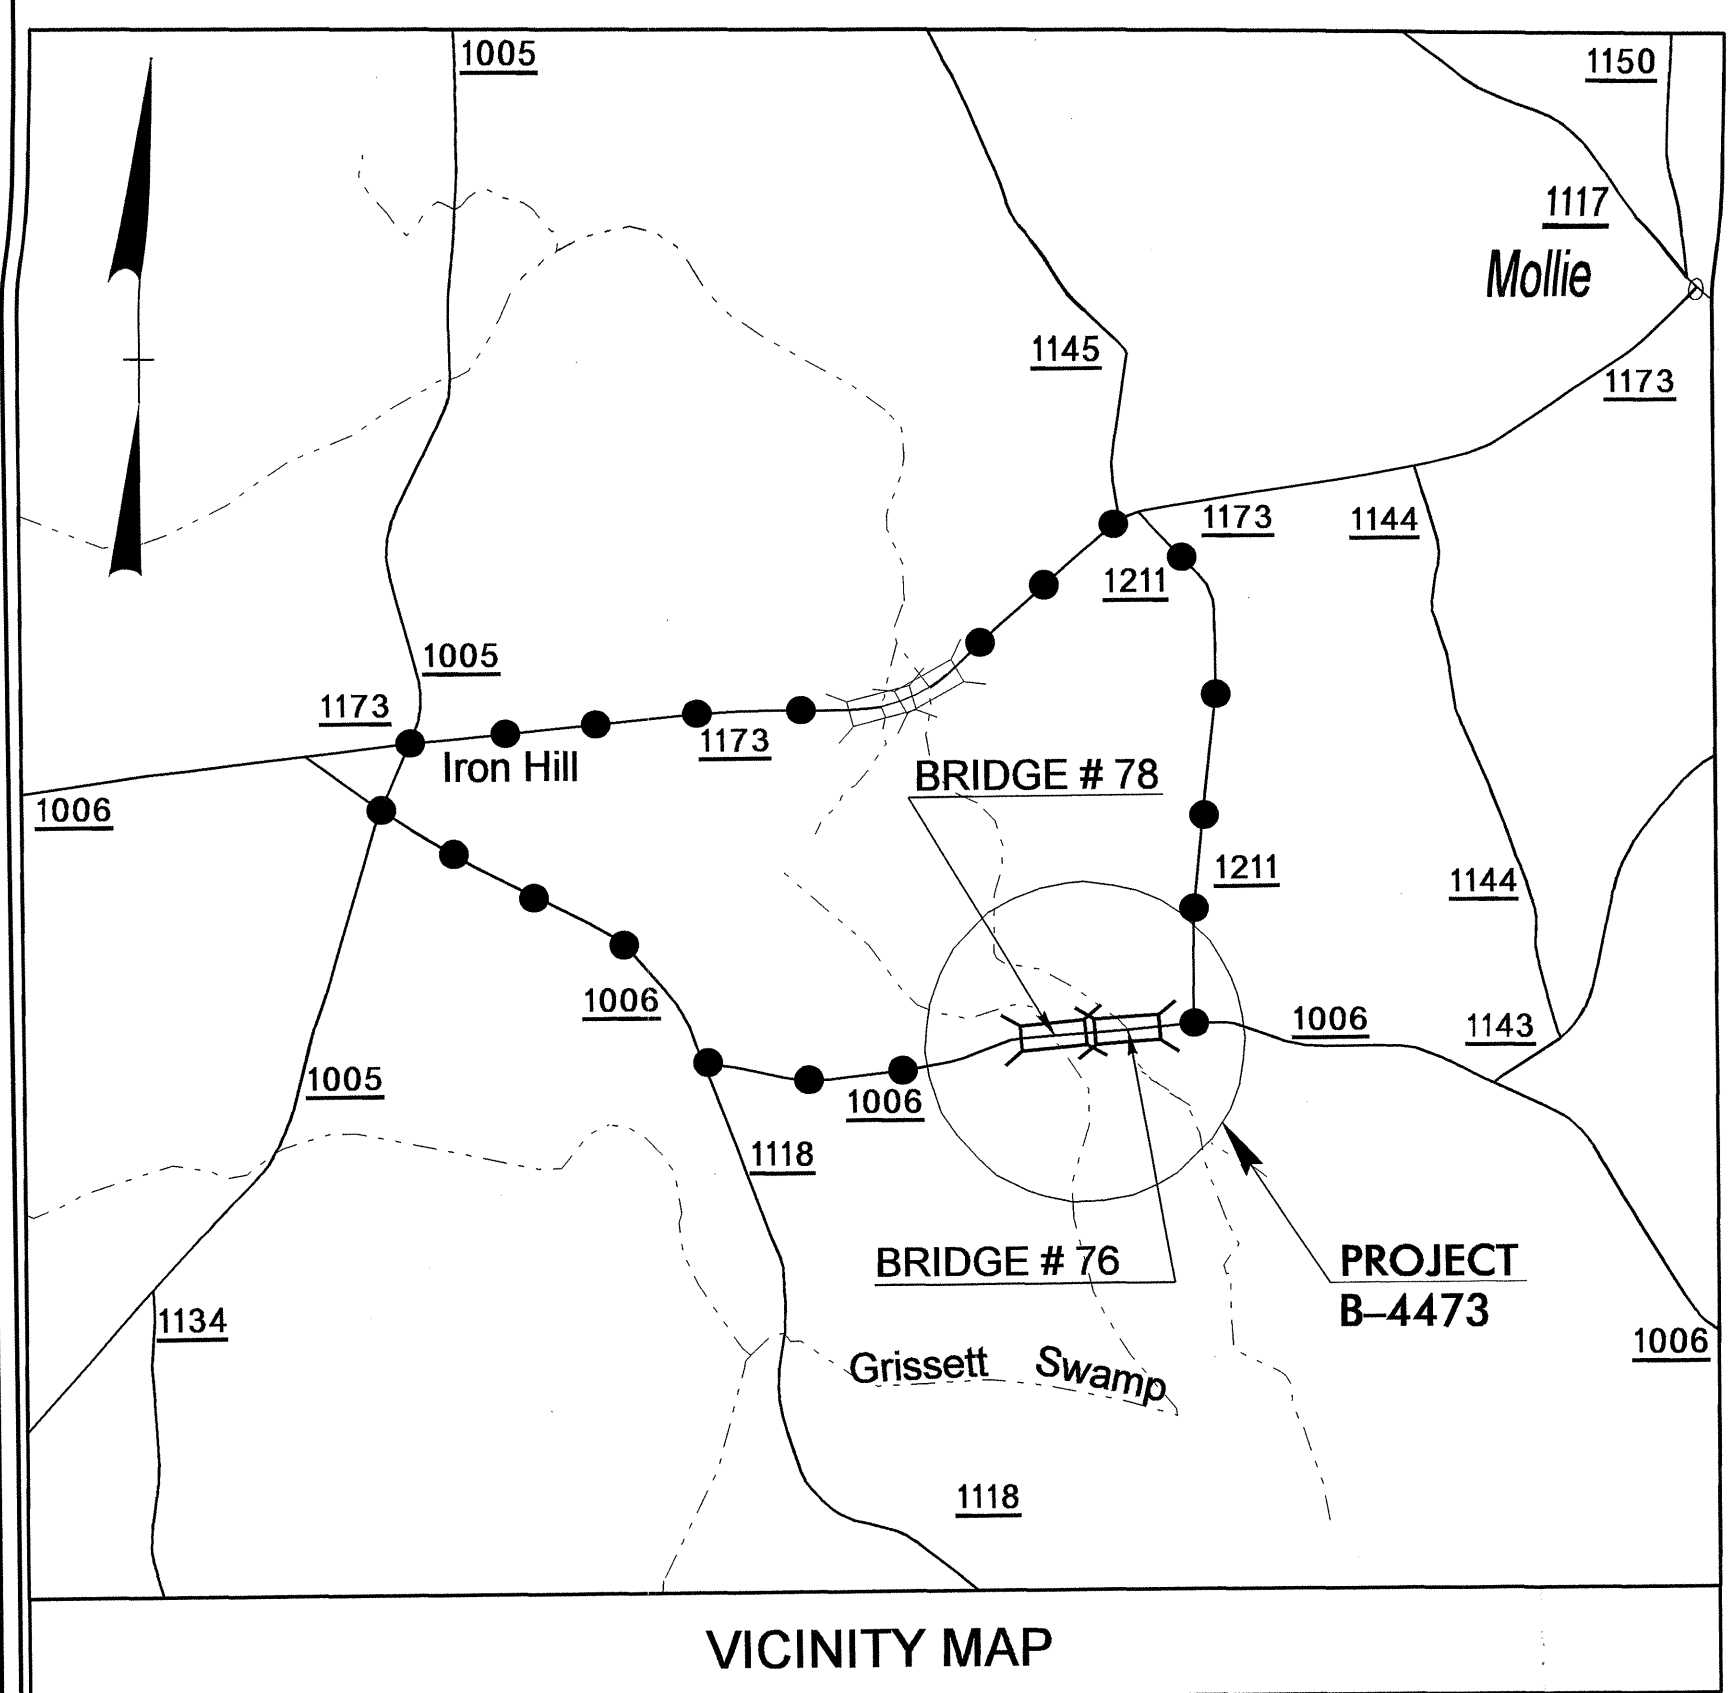 1005
1150
1117
Mollie
1145
1173
1173
1144
1211
1005
1173
1173
Iron Hill
BRIDGE # 78
1006
1211
1144
1006
1006
1143
1005
1006
1118
BRIDGE # 76
PROJECT
B-4473
1134
1006
Grissett Swamp
1118
VICINITY MAP